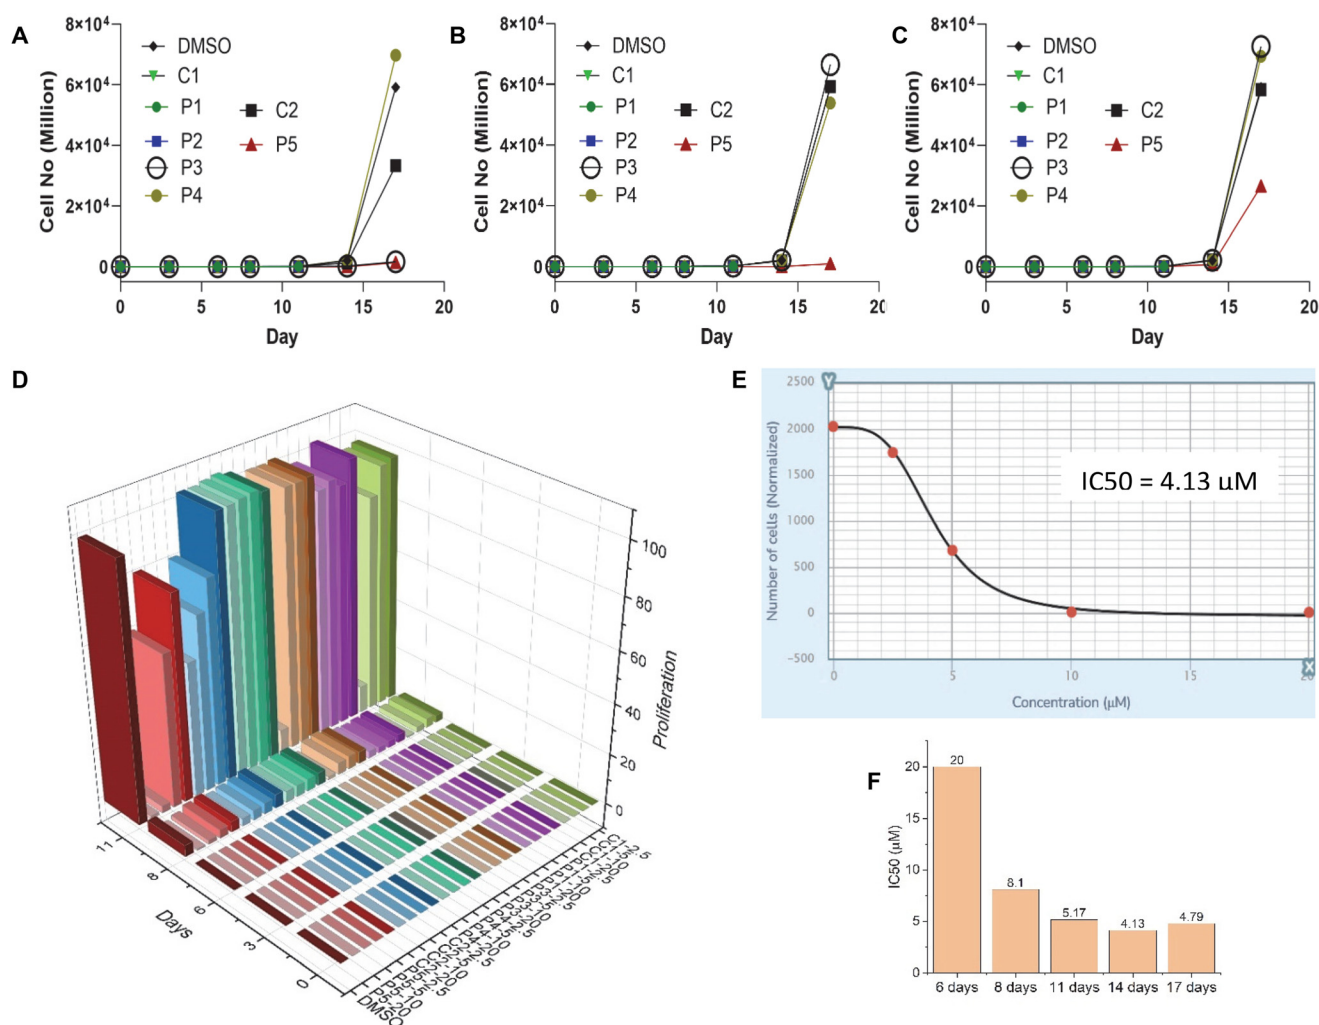 A
8×10⁴
6×10⁴
4×10⁴
2×10⁴
0
Cell No (Million)
DMSO
C1
P1
P2
P3
P4
C2
P5
0 5 10 15 20
Day
B
8×10⁴
6×10⁴
4×10⁴
2×10⁴
0
Cell No (Million)
DMSO
C1
P1
P2
P3
P4
C2
P5
0 5 10 15 20
Day
C
8×10⁴
6×10⁴
4×10⁴
2×10⁴
0
Cell No (Million)
DMSO
C1
P1
P2
P3
P4
C2
P5
0 5 10 15 20
Day
D
100
80
60
40
20
0
Proliferation
11
8
6
3
0
Days
DMSO
E
Y
2500
2000
1500
1000
500
0
-500
Number of cells (Normalized)
IC50 = 4.13 uM
X
0 5 10 15 20
Concentration (μM)
F
20
10
5
0
IC50 (μM)
20
8.1
5.17
4.13
4.79
6 days 8 days 11 days 14 days 17 days